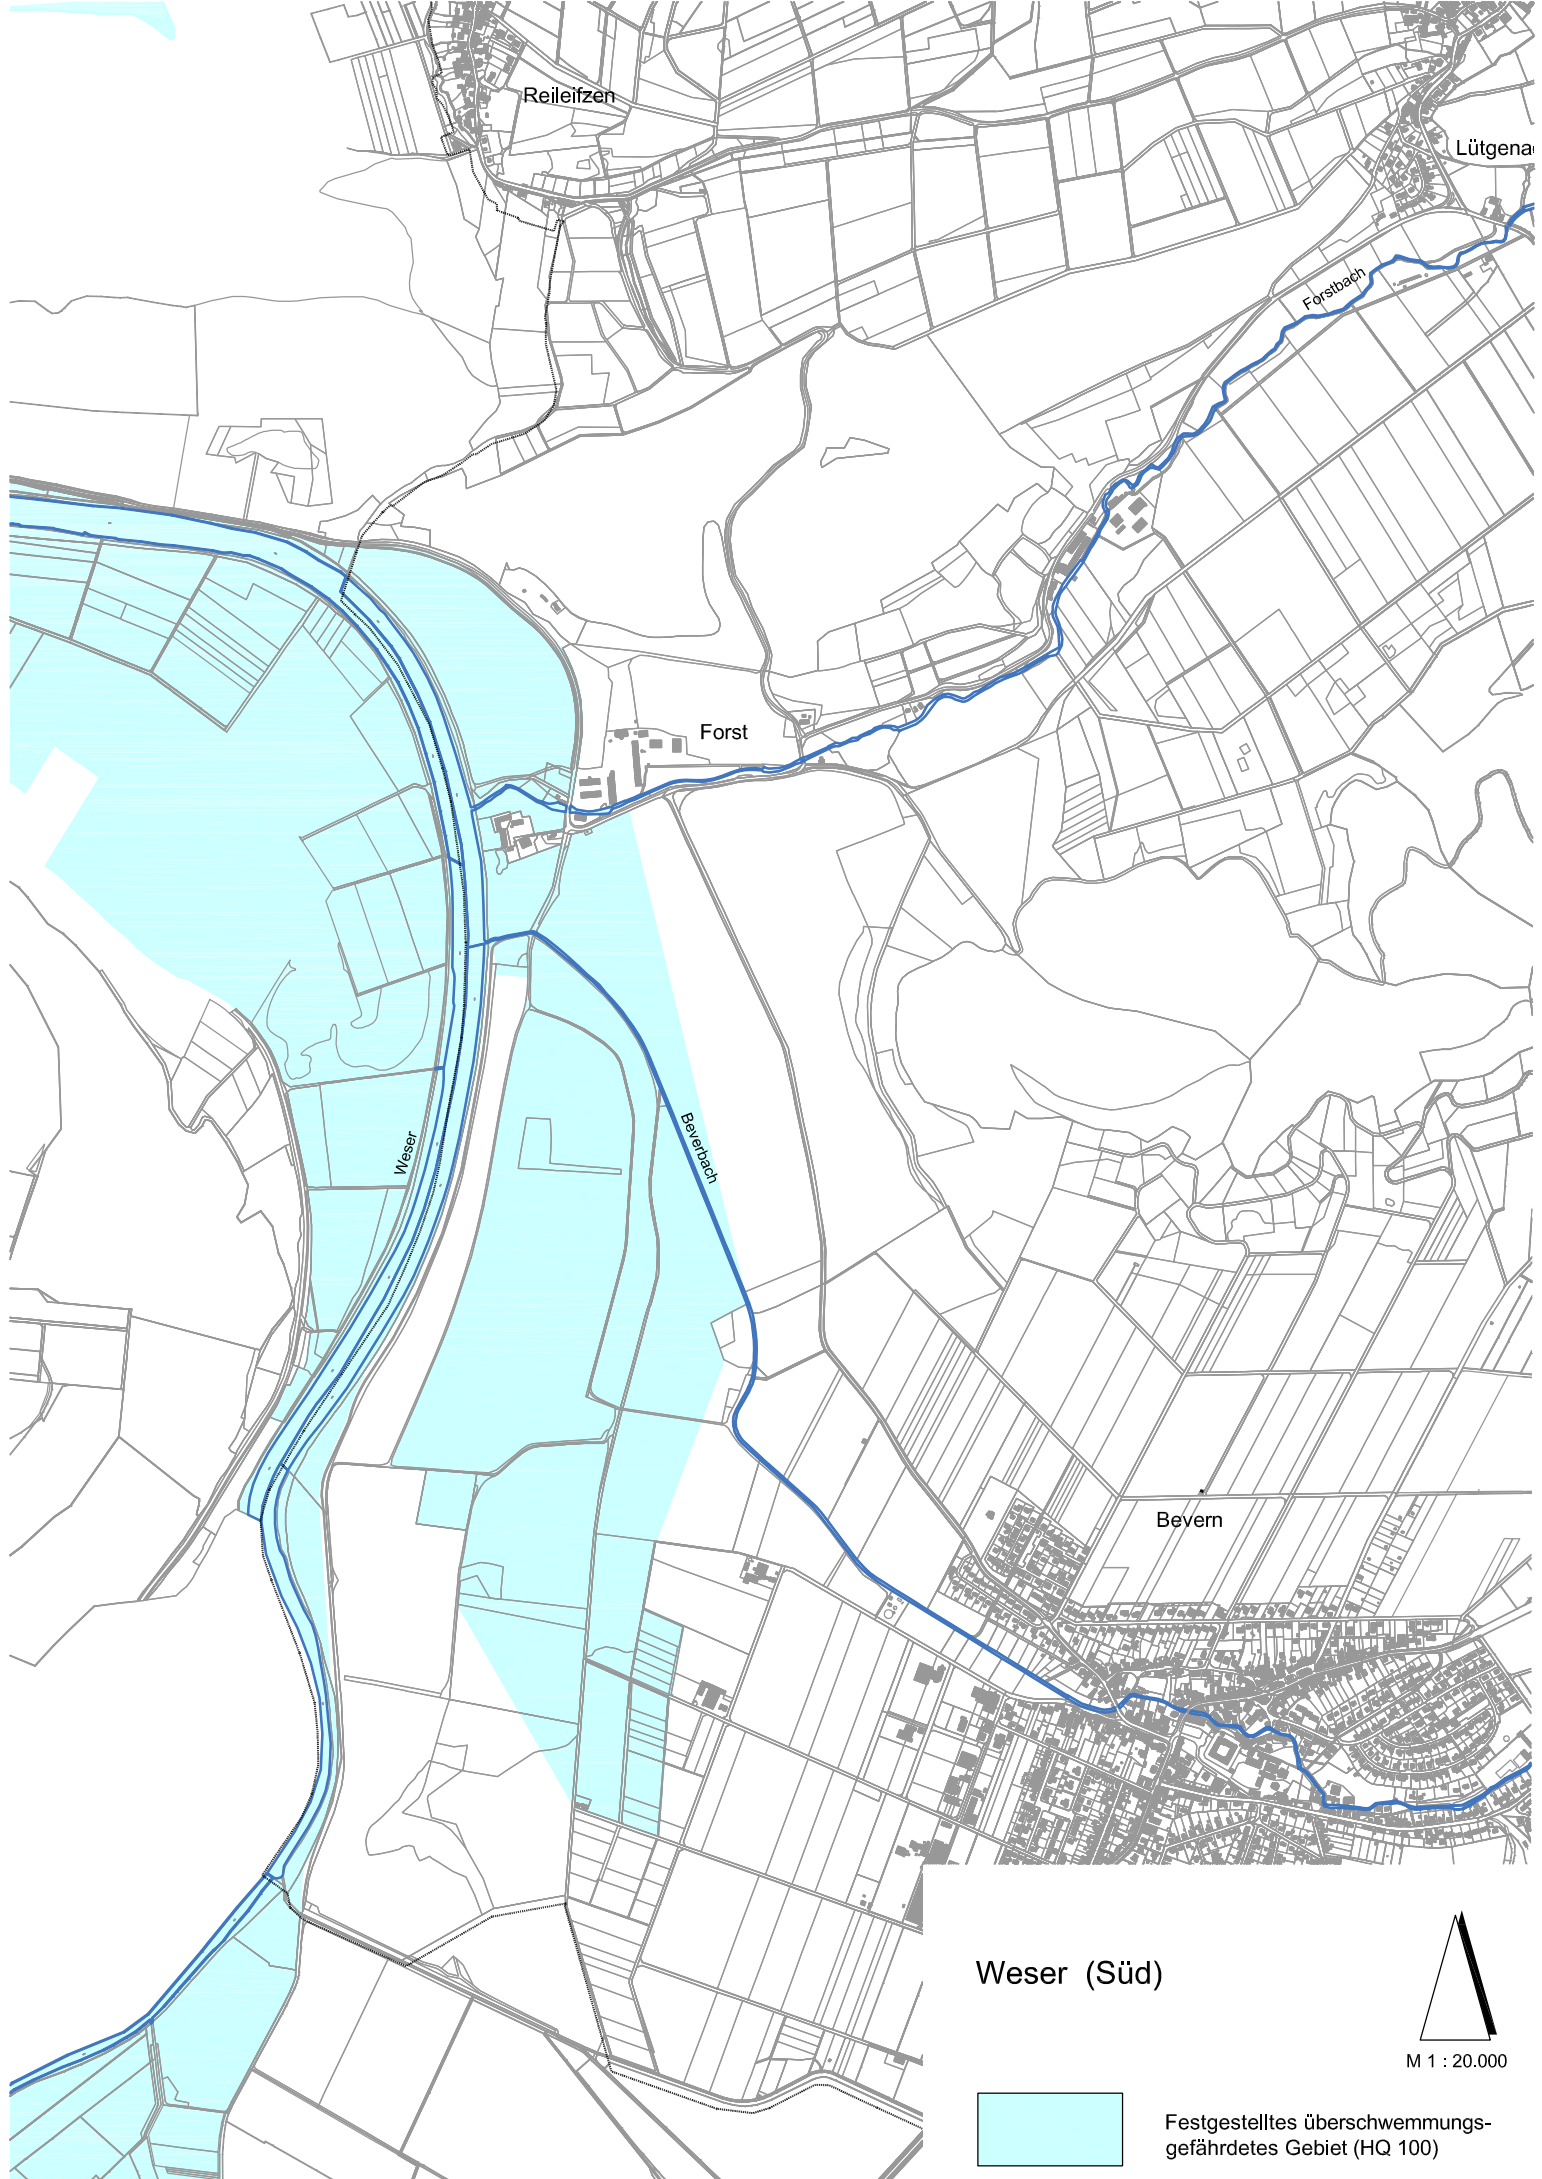 Reileifzen
Lütgena
Forstbach
Forst
Weser
Beverbach
Bevern
Weser (Süd)
M 1 : 20.000
Festgestelltes überschwemmungs-
gefährdetes Gebiet (HQ 100)